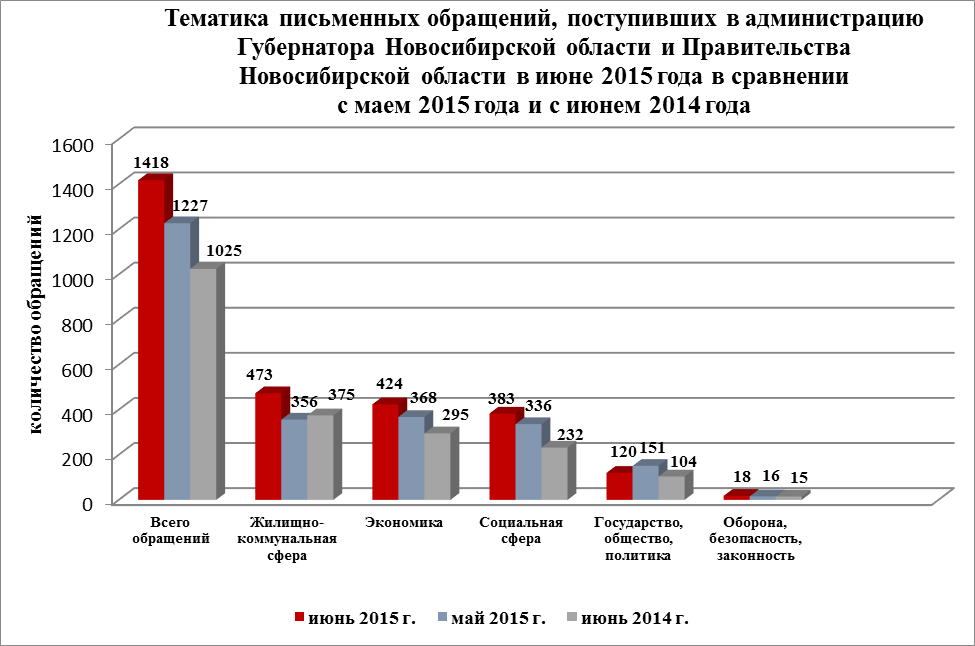 Тематика письменных обращений, поступивших в администрацию
Губернатора Новосибирской области и Правительства
Новосибирской области в июне 2015 года в сравнении
с маем 2015 года и с июнем 2014 года
количество обращений
1600
1400
1200
1000
800
600
400
200
0
1418
1227
1025
473
356
375
424
368
295
383
336
232
120
151
104
18
16
15
Всего
обращений
Жилищно-
коммунальная
сфера
Экономика
Социальная
сфера
Государство,
общество,
политика
Оборона,
безопасность,
законность
июнь 2015 г.
май 2015 г.
июнь 2014 г.